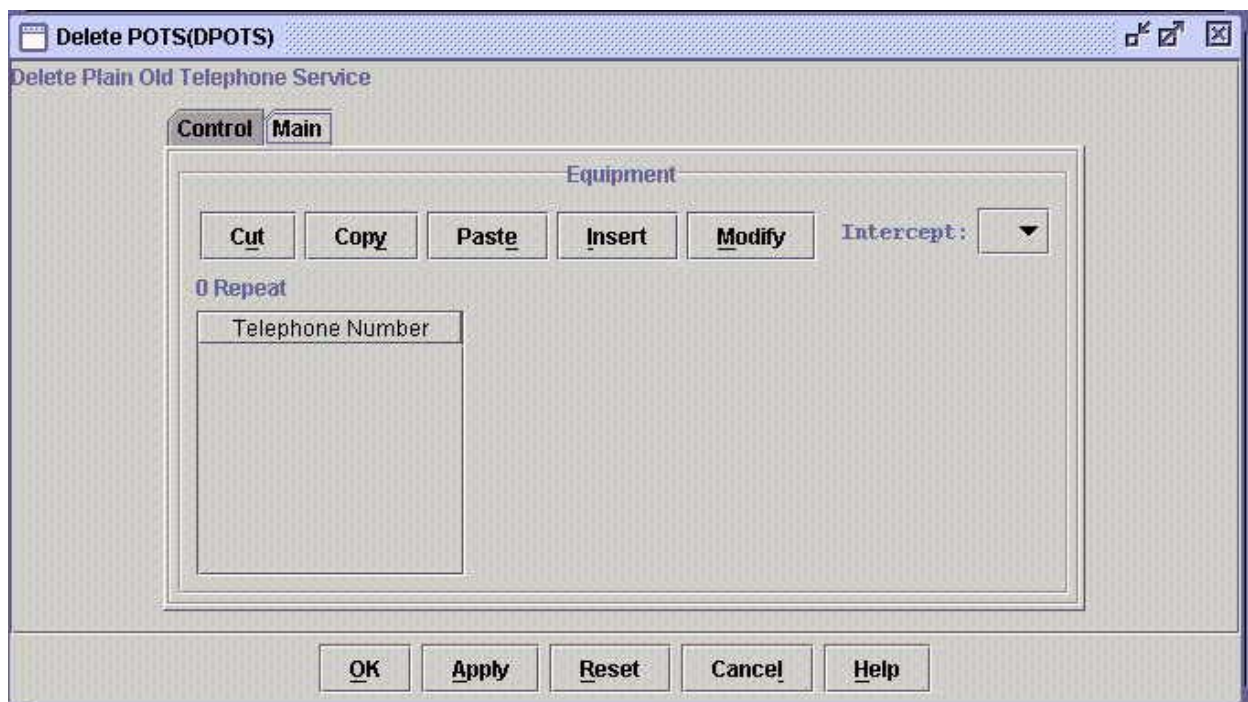 Delete POTS(DPOTS)
Delete Plain Old Telephone Service
Control Main
Equipment
Cut Copy Paste Insert Modify Intercept:
0 Repeat
Telephone Number
OK Apply Reset Cancel Help